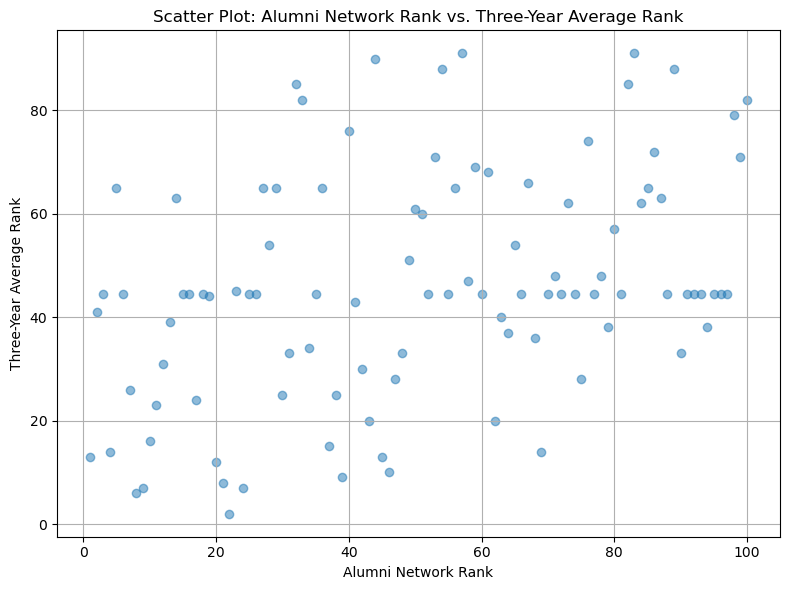 Scatter Plot: Alumni Network Rank vs. Three-Year Average Rank
Three-Year Average Rank
80
60
40
20
0
0 20 40 60 80 100
Alumni Network Rank